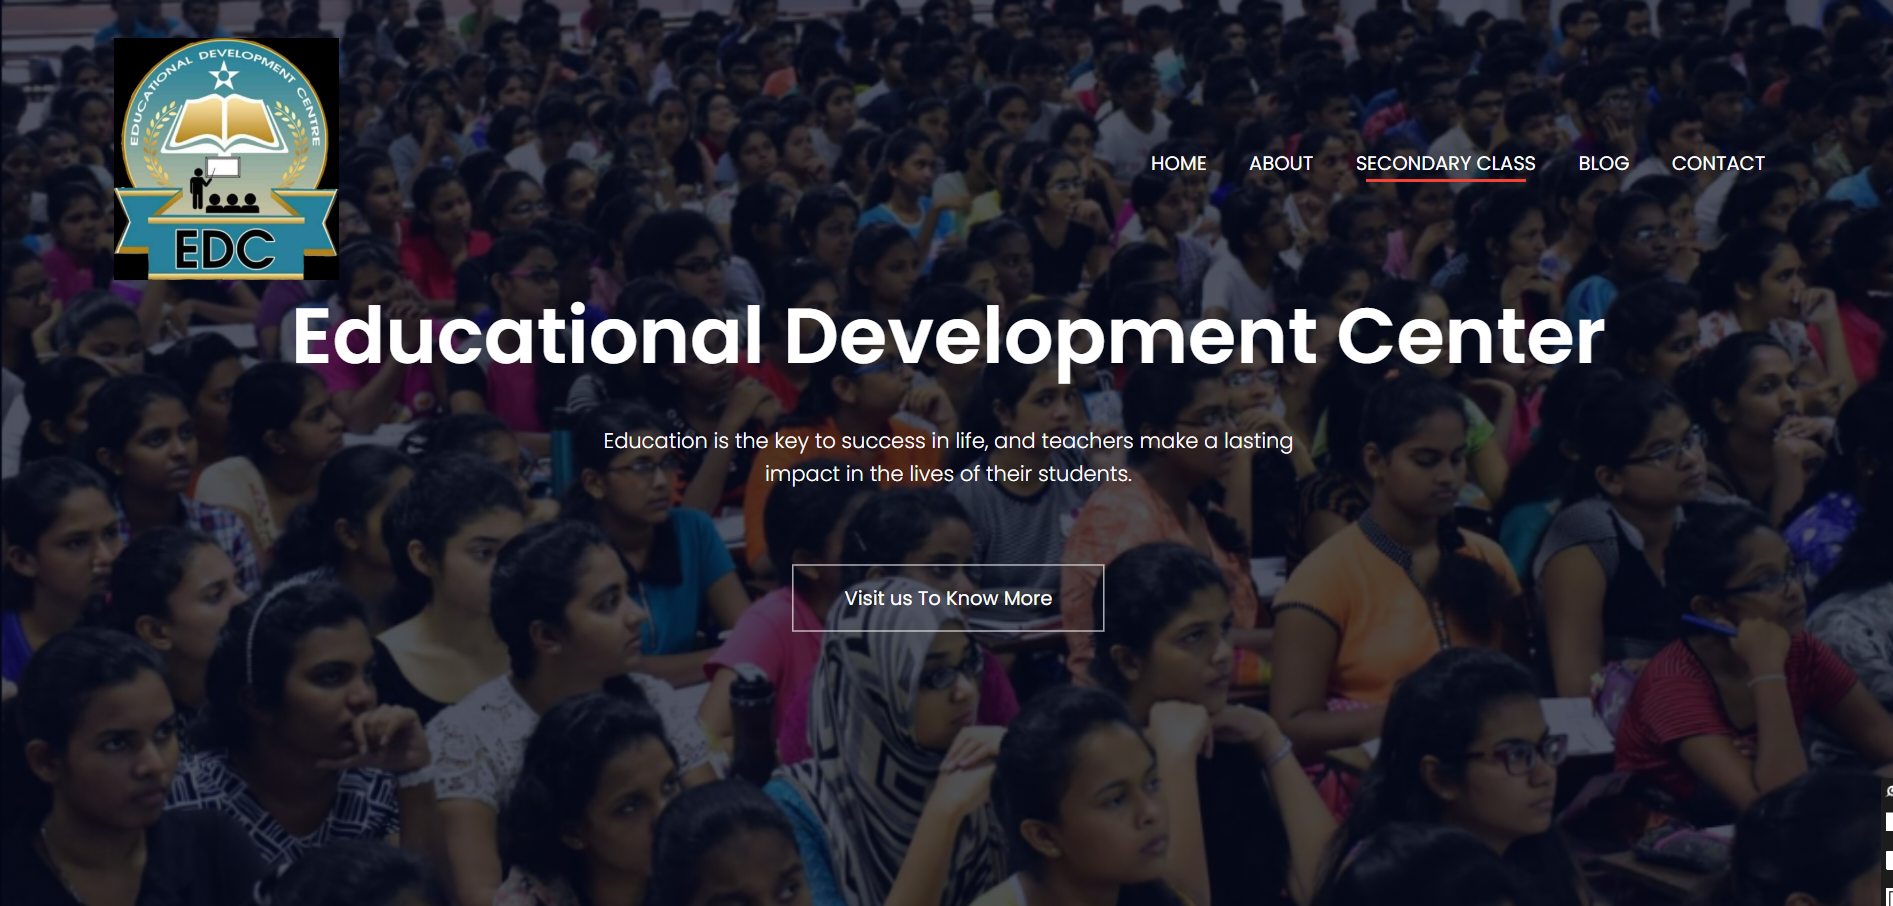 EDUCATIONAL DEVELOPMENT CENTRE
EDC
HOME ABOUT SECONDARY CLASS BLOG CONTACT
Educational Development Center
Education is the key to success in life, and teachers make a lasting
impact in the lives of their students.
Visit us To Know More